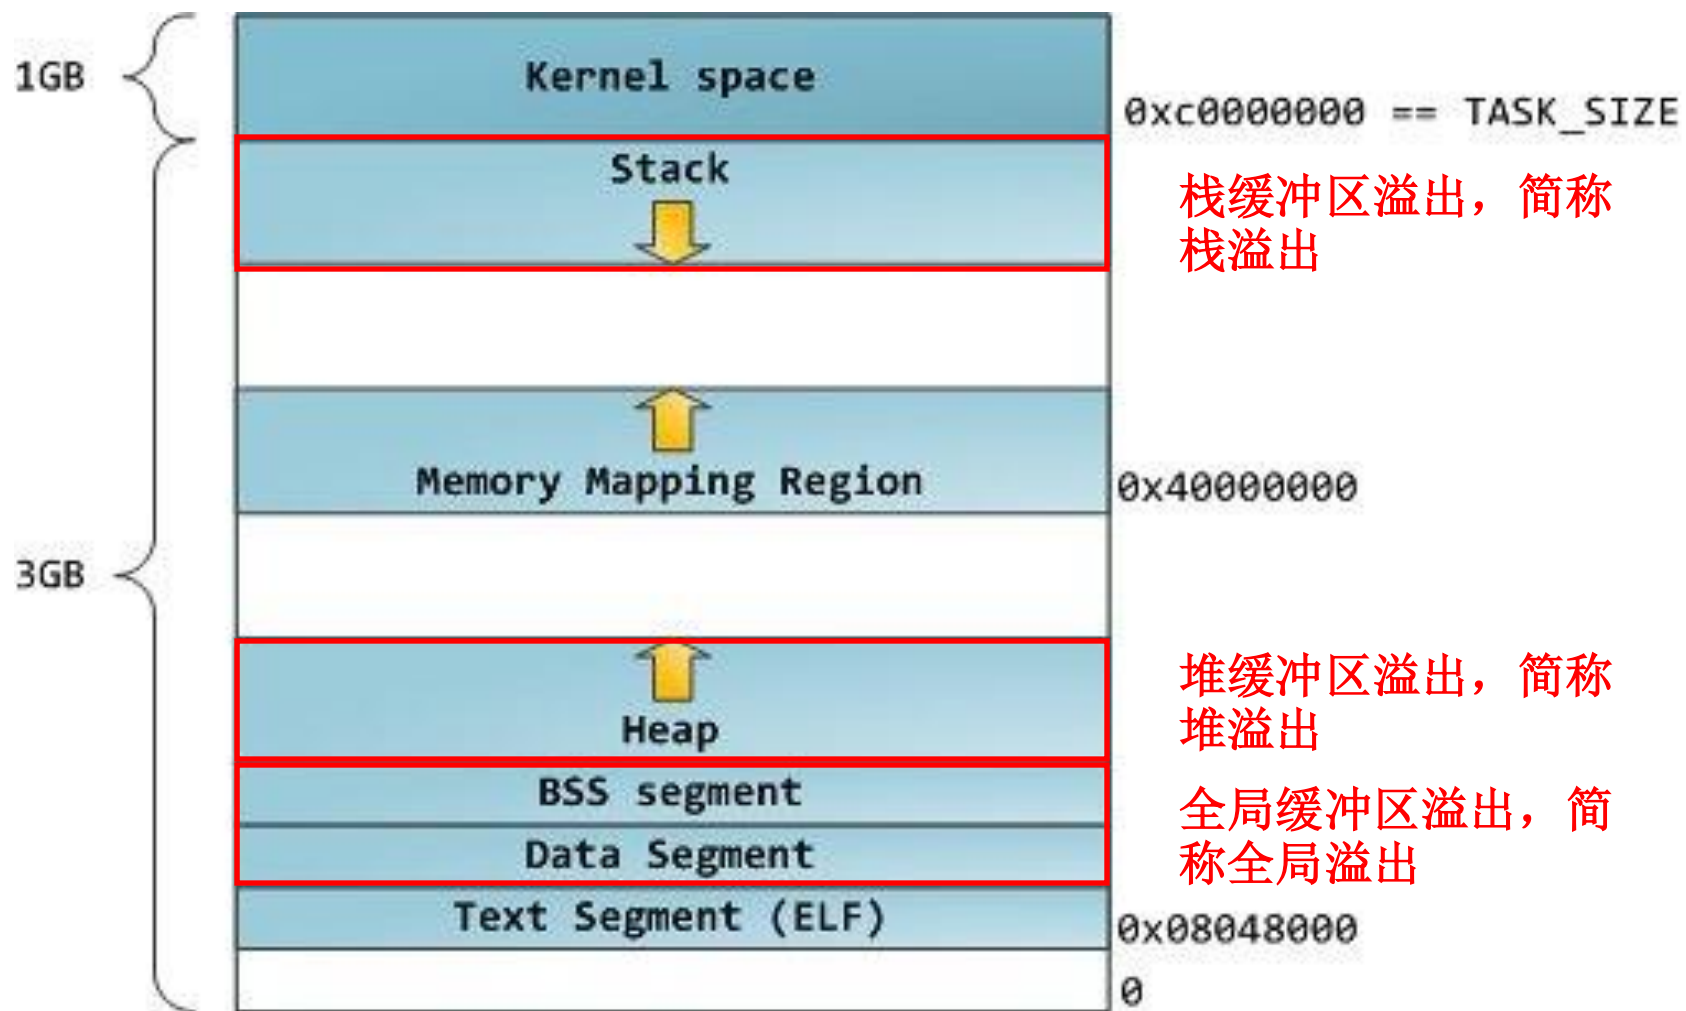 1GB
Kernel space
0xc0000000 == TASK_SIZE
Stack
栈缓冲区溢出，简称
栈溢出
Memory Mapping Region
0x40000000
3GB
堆缓冲区溢出，简称
堆溢出
Heap
BSS segment
全局缓冲区溢出，简
称全局溢出
Data Segment
Text Segment (ELF)
0x08048000
0